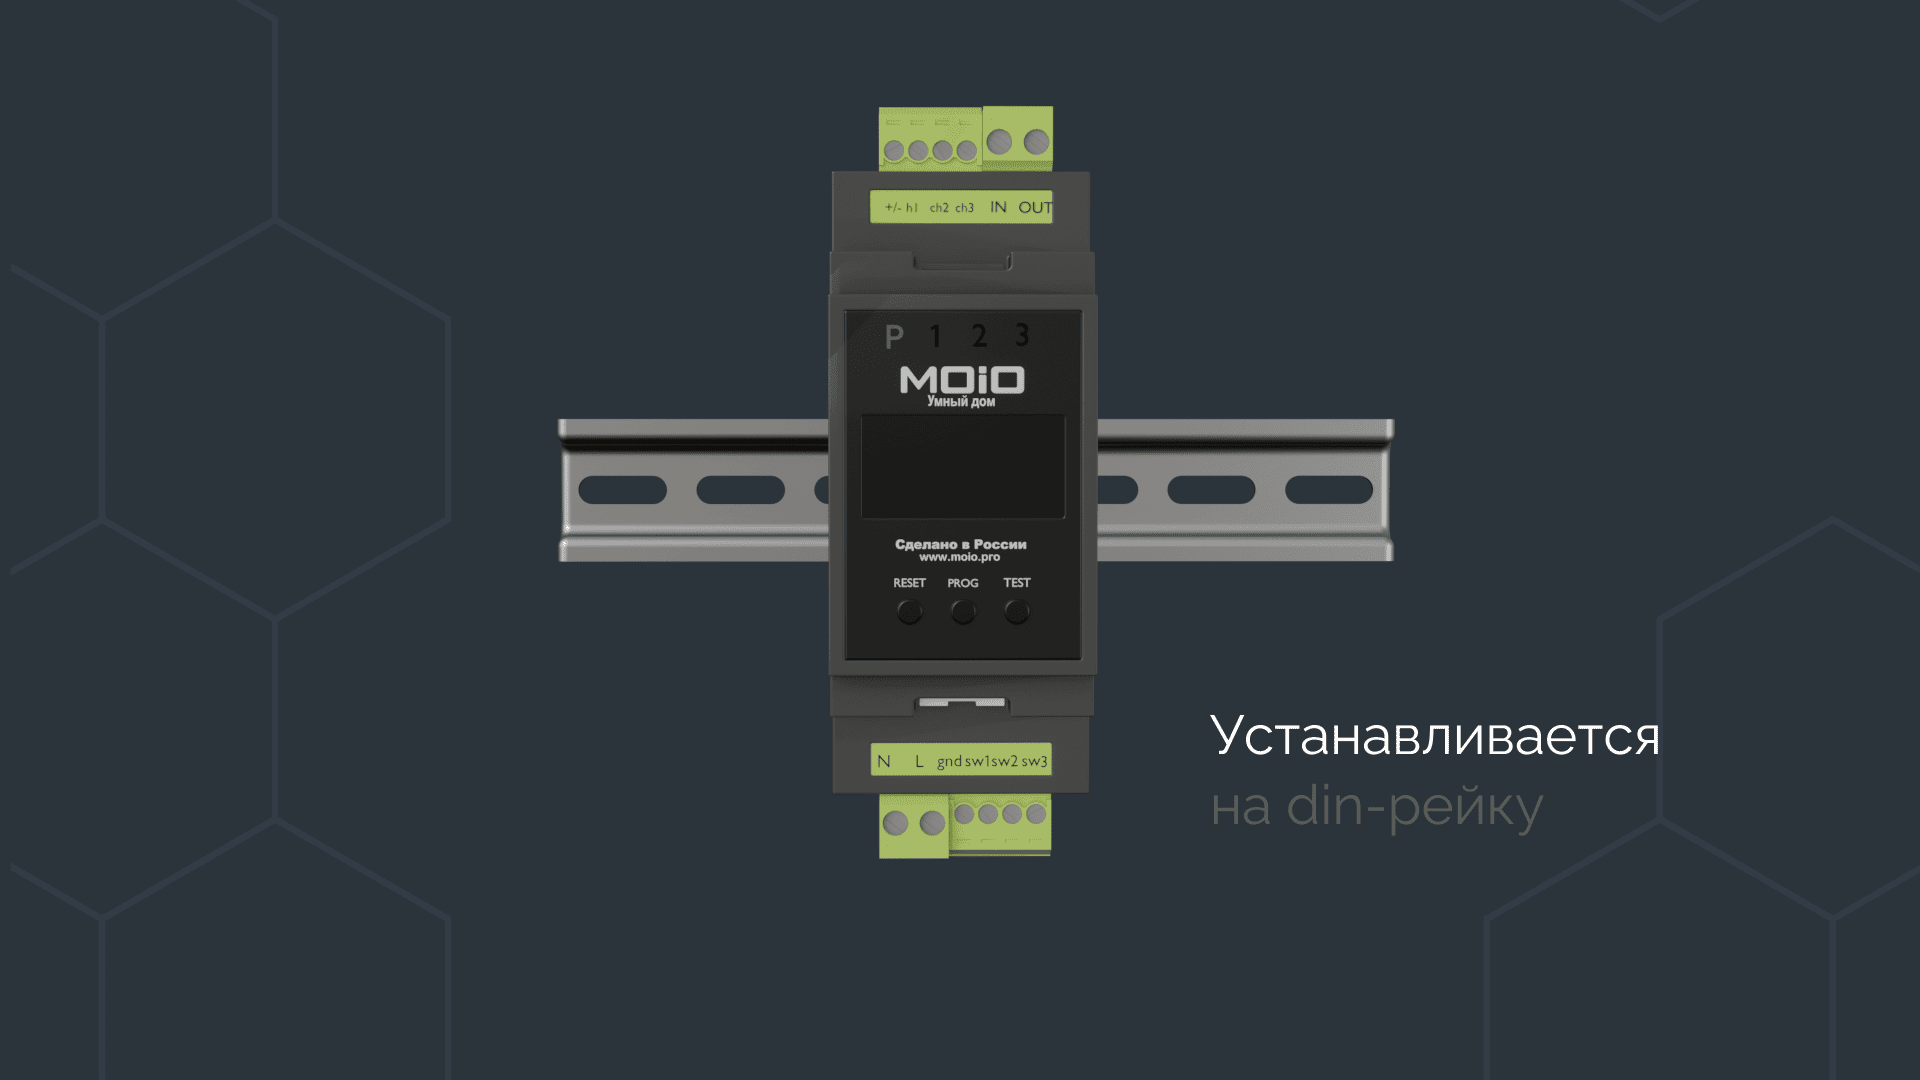 +/- h1 ch2 ch3 IN OUT
P 1 2 3
MOiO
Умный дом
Сделано в России
www.moio.pro
RESET PROG TEST
Устанавливается
на din-рейку
N L gnd sw1 sw2 sw3